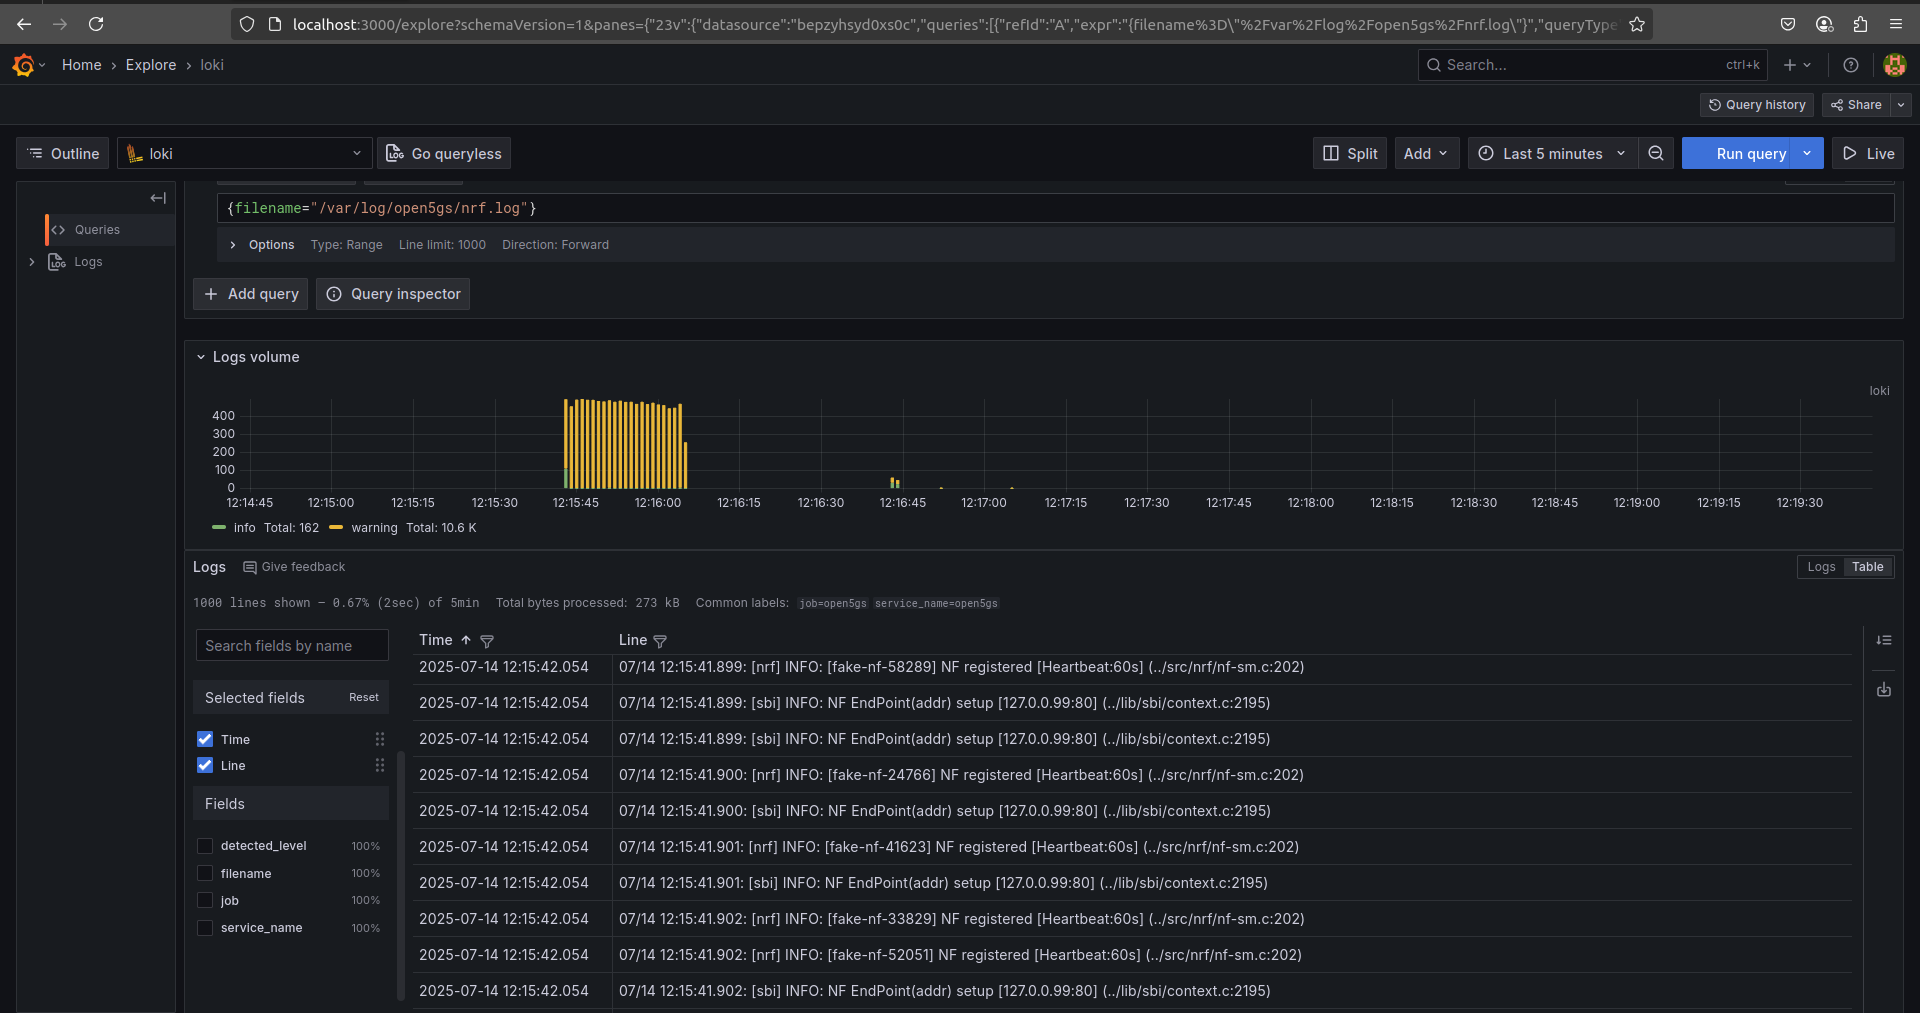 localhost:3000/explore?schemaVersion=1&panes={"23v":{"datasource":"bepzyhsyd0xs0c","queries":[{"refId":"A","expr":"{filename%3D\"%2Fvar%2Flog%2Fopen5gs%2Fnrf.log\"}","queryType
Home › Explore › loki
Search... ctrl+k
Query history Share
Outline loki Go queryless Split Add Last 5 minutes Run query Live
Queries
Logs
{filename="/var/log/open5gs/nrf.log"}
Options Type: Range Line limit: 1000 Direction: Forward
+ Add query Query inspector
Logs volume
loki
400
300
200
100
0
12:14:45 12:15:00 12:15:15 12:15:30 12:15:45 12:16:00 12:16:15 12:16:30 12:16:45 12:17:00 12:17:15 12:17:30 12:17:45 12:18:00 12:18:15 12:18:30 12:18:45 12:19:00 12:19:15 12:19:30
info Total: 162 warning Total: 10.6 K
Logs Give feedback Logs Table
1000 lines shown — 0.67% (2sec) of 5min Total bytes processed: 273 kB Common labels: job=open5gs service_name=open5gs
Search fields by name
Selected fields Reset
Time
Line
Fields
detected_level 100%
filename 100%
job 100%
service_name 100%
Time Line
2025-07-14 12:15:42.054 07/14 12:15:41.899: [nrf] INFO: [fake-nf-58289] NF registered [Heartbeat:60s] (../src/nrf/nf-sm.c:202)
2025-07-14 12:15:42.054 07/14 12:15:41.899: [sbi] INFO: NF EndPoint(addr) setup [127.0.0.99:80] (../lib/sbi/context.c:2195)
2025-07-14 12:15:42.054 07/14 12:15:41.899: [sbi] INFO: NF EndPoint(addr) setup [127.0.0.99:80] (../lib/sbi/context.c:2195)
2025-07-14 12:15:42.054 07/14 12:15:41.900: [nrf] INFO: [fake-nf-24766] NF registered [Heartbeat:60s] (../src/nrf/nf-sm.c:202)
2025-07-14 12:15:42.054 07/14 12:15:41.900: [sbi] INFO: NF EndPoint(addr) setup [127.0.0.99:80] (../lib/sbi/context.c:2195)
2025-07-14 12:15:42.054 07/14 12:15:41.901: [nrf] INFO: [fake-nf-41623] NF registered [Heartbeat:60s] (../src/nrf/nf-sm.c:202)
2025-07-14 12:15:42.054 07/14 12:15:41.901: [sbi] INFO: NF EndPoint(addr) setup [127.0.0.99:80] (../lib/sbi/context.c:2195)
2025-07-14 12:15:42.054 07/14 12:15:41.902: [nrf] INFO: [fake-nf-33829] NF registered [Heartbeat:60s] (../src/nrf/nf-sm.c:202)
2025-07-14 12:15:42.054 07/14 12:15:41.902: [nrf] INFO: [fake-nf-52051] NF registered [Heartbeat:60s] (../src/nrf/nf-sm.c:202)
2025-07-14 12:15:42.054 07/14 12:15:41.902: [sbi] INFO: NF EndPoint(addr) setup [127.0.0.99:80] (../lib/sbi/context.c:2195)